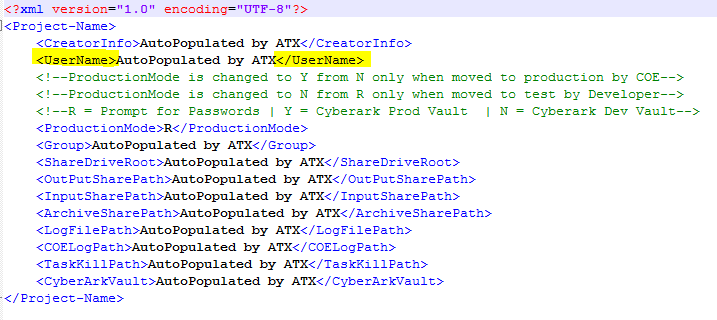 <?xml version="1.0" encoding="UTF-8"?>
<Project-Name>
<CreatorInfo>AutoPopulated by ATX</CreatorInfo>
<UserName>AutoPopulated by ATX</UserName>
<!--ProductionMode is changed to Y from N only when moved to production by COE-->
<!--ProductionMode is changed to N from R only when moved to test by Developer-->
<!--R = Prompt for Passwords | Y = Cyberark Prod Vault  | N = Cyberark Dev Vault-->
<ProductionMode>R</ProductionMode>
<Group>AutoPopulated by ATX</Group>
<ShareDriveRoot>AutoPopulated by ATX</ShareDriveRoot>
<OutPutSharePath>AutoPopulated by ATX</OutPutSharePath>
<InputSharePath>AutoPopulated by ATX</InputSharePath>
<ArchiveSharePath>AutoPopulated by ATX</ArchiveSharePath>
<LogFilePath>AutoPopulated by ATX</LogFilePath>
<COELogPath>AutoPopulated by ATX</COELogPath>
<TaskKillPath>AutoPopulated by ATX</TaskKillPath>
<CyberArkVault>AutoPopulated by ATX</CyberArkVault>
</Project-Name>